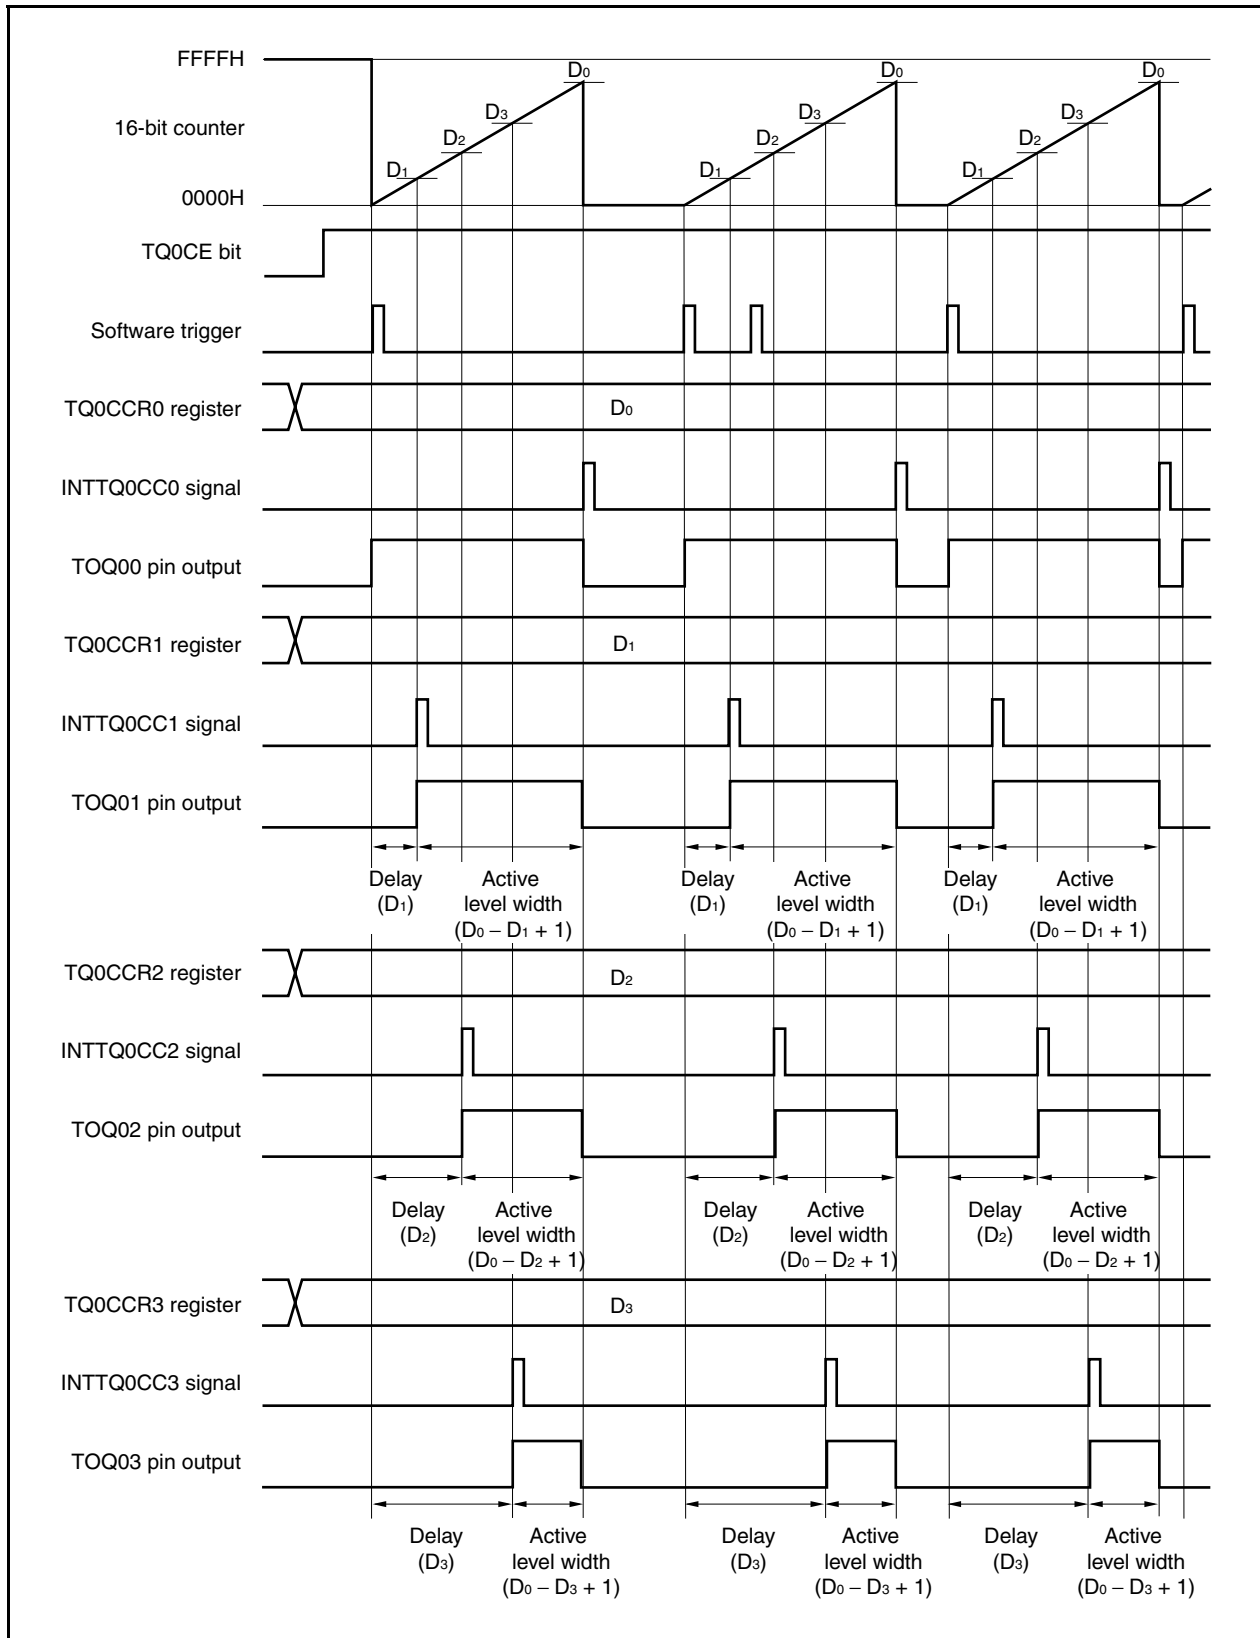 FFFFH
D0 D0 D0
D3 D3 D3
16-bit counter
D2 D2 D2
D1 D1 D1
0000H
TQ0CE bit
Software trigger
TQ0CCR0 register D0
INTTQ0CC0 signal
TOQ00 pin output
TQ0CCR1 register D1
INTTQ0CC1 signal
TOQ01 pin output
Delay Active Delay Active Delay Active
(D1) level width (D1) level width (D1) level width
(D0 – D1 + 1) (D0 – D1 + 1) (D0 – D1 + 1)
TQ0CCR2 register D2
INTTQ0CC2 signal
TOQ02 pin output
Delay Active Delay Active Delay Active
(D2) level width (D2) level width (D2) level width
(D0 – D2 + 1) (D0 – D2 + 1) (D0 – D2 + 1)
TQ0CCR3 register D3
INTTQ0CC3 signal
TOQ03 pin output
Delay Active Delay Active Delay Active
(D3) level width (D3) level width (D3) level width
(D0 – D3 + 1) (D0 – D3 + 1) (D0 – D3 + 1)